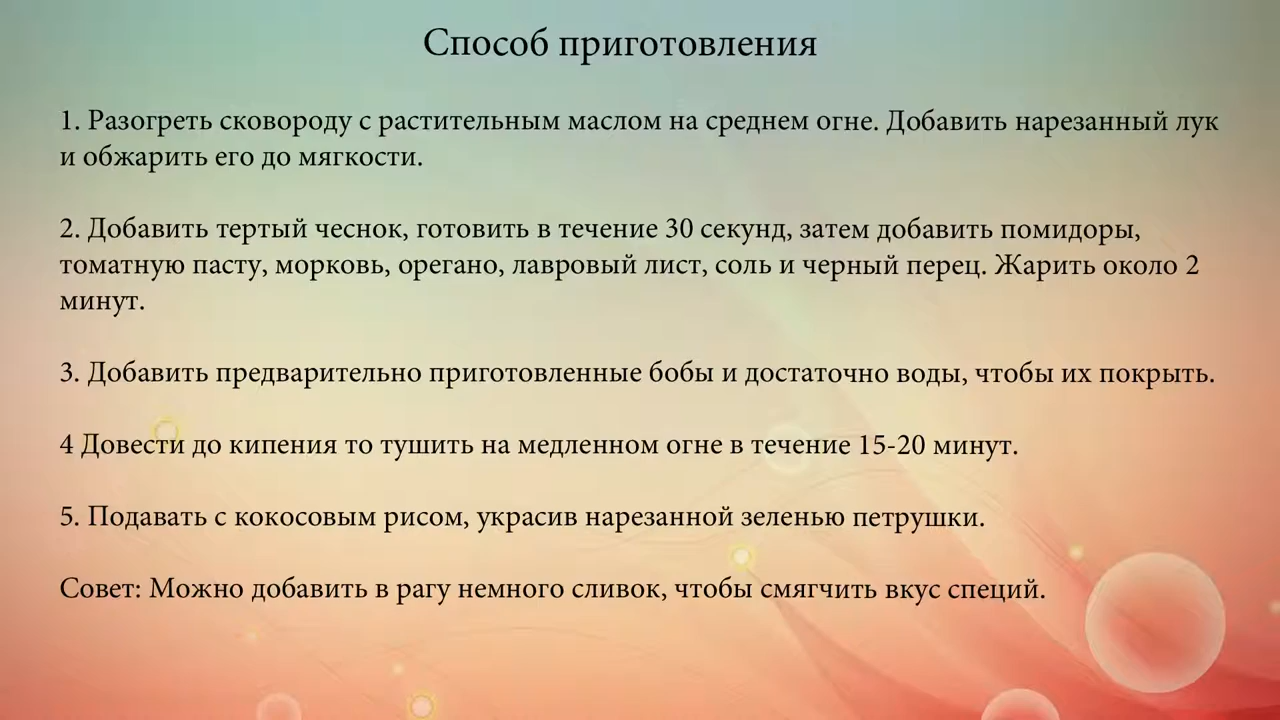 Способ приготовления
1. Разогреть сковороду с растительным маслом на среднем огне. Добавить нарезанный лук
и обжарить его до мягкости.
2. Добавить тертый чеснок, готовить в течение 30 секунд, затем добавить помидоры,
томатную пасту, морковь, орегано, лавровый лист, соль и черный перец. Жарить около 2
минут.
3. Добавить предварительно приготовленные бобы и достаточно воды, чтобы их покрыть.
4 Довести до кипения то тушить на медленном огне в течение 15-20 минут.
5. Подавать с кокосовым рисом, украсив нарезанной зеленью петрушки.
Совет: Можно добавить в рагу немного сливок, чтобы смягчить вкус специй.